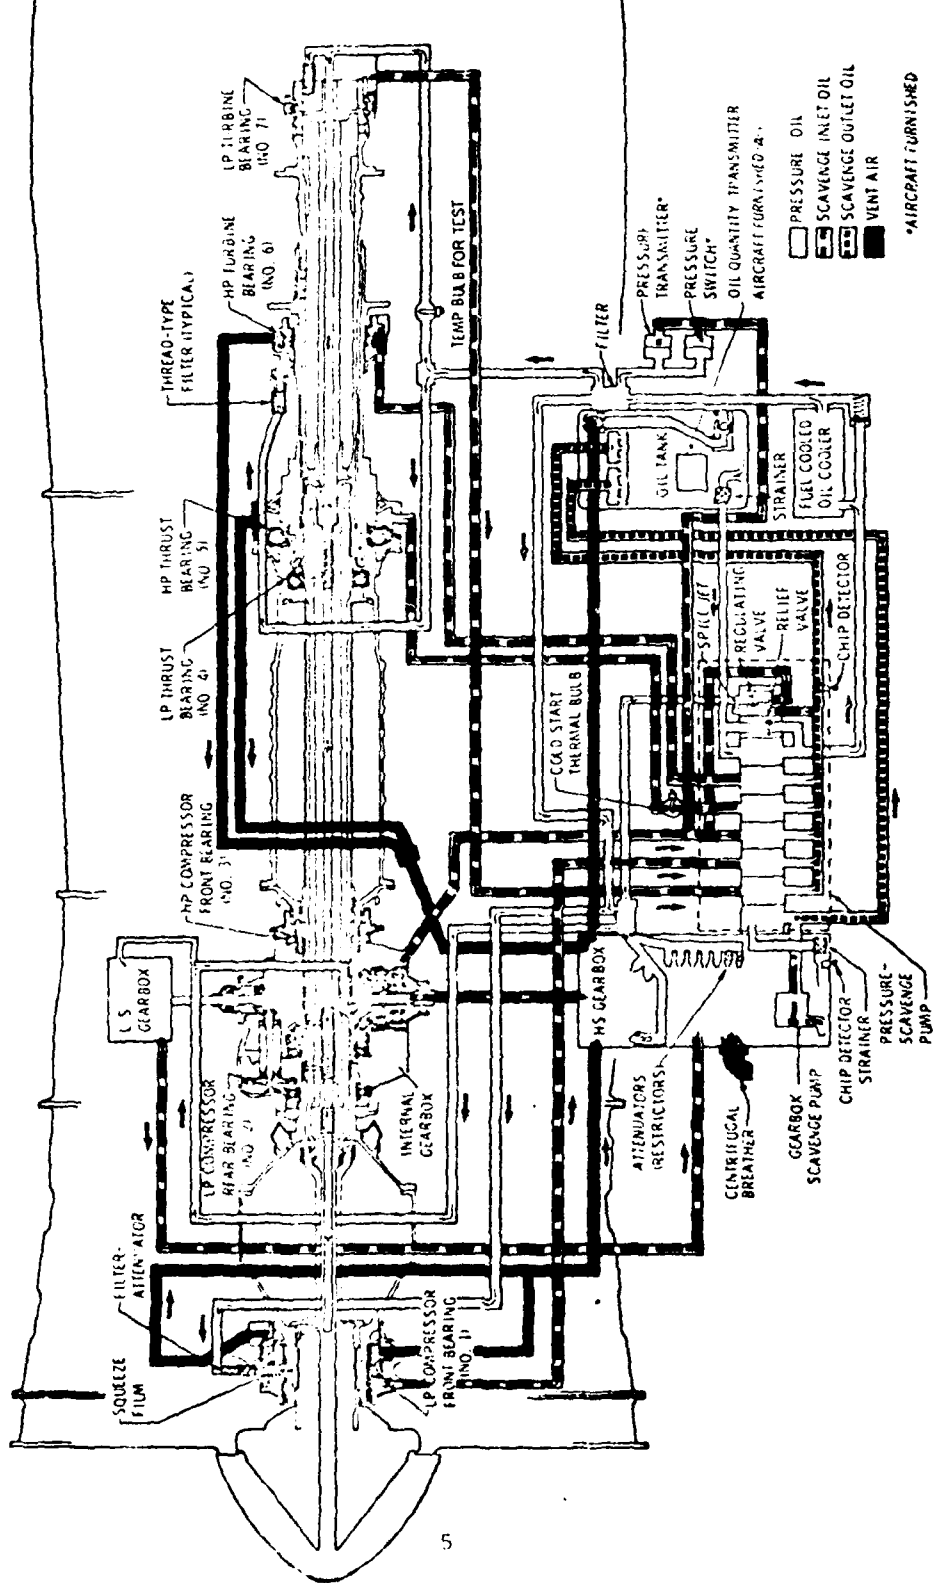 LP TURBINE
BEARING
(NO 7)
HP TURBINE
BEARING
(NO. 6)
THREAD-TYPE
FILTER (TYPICAL)
HP THRUST
BEARING
(NO 5)
LP THRUST
BEARING
(NO 4)
HP COMPRESSOR
FRONT BEARING
(NO. 3)
L S
GEARBOX
LP COMPRESSOR
REAR BEARING
(NO 2)
INTERNAL
GEARBOX
FILTER-
ATTENUATOR
SQUEEZE
FILM
LP COMPRESSOR
FRONT BEARING
(NO. 1)
TEMP BULB FOR TEST
FILTER
PRESSURE
TRANSMITTER*
PRESSURE
SWITCH*
OIL QUANTITY TRANSMITTER
AIRCRAFT FURNISHED
PRESSURE OIL
SCAVENGE INLET OIL
SCAVENGE OUTLET OIL
VENT AIR
*AIRCRAFT FURNISHED
OIL TANK
STRAINER
FUEL COOLED
OIL COOLER
SPILL JET
REGULATING
VALVE
RELIEF
VALVE
CHIP DETECTOR
COLD START
THERMAL BULB
HS GEARBOX
ATTENUATORS
(RESTRICTORS)
CENTRIFUGAL
BREATHER
GEARBOX
SCAVENGE PUMP
CHIP DETECTOR
STRAINER
PRESSURE-
SCAVENGE
PUMP
5